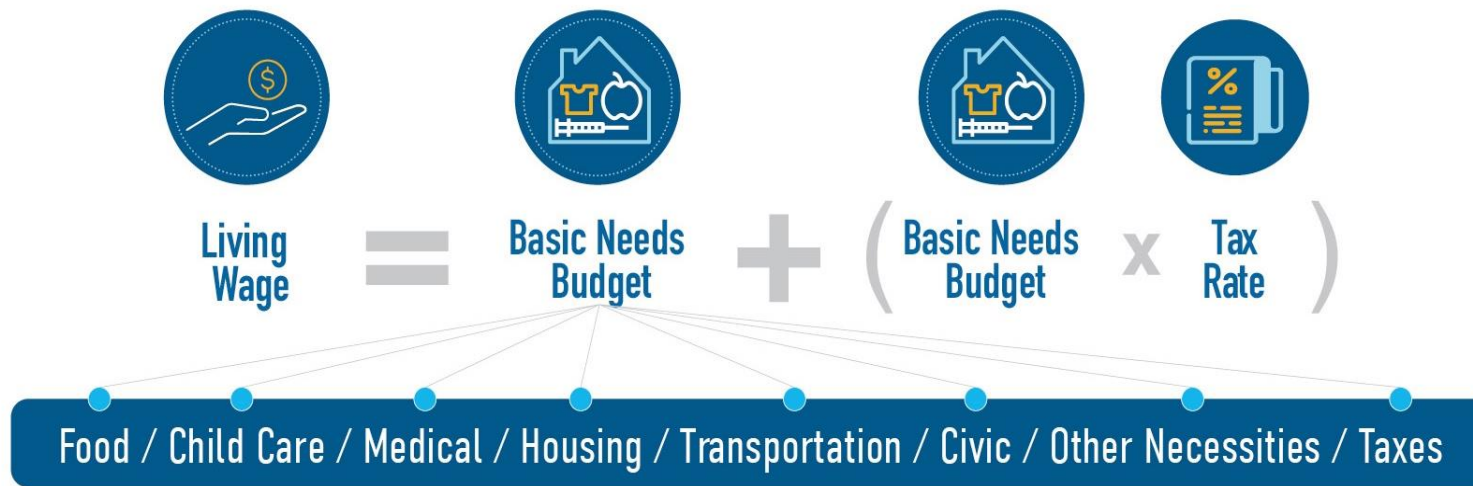 $
%
Living
Wage
=
Basic Needs
Budget
+
(
Basic Needs
Budget
x
Tax
Rate
)
Food / Child Care / Medical / Housing / Transportation / Civic / Other Necessities / Taxes